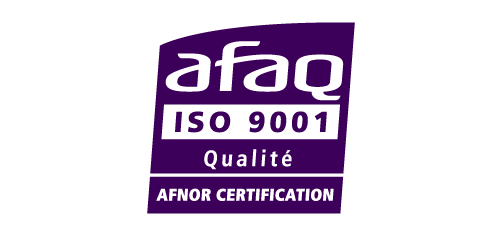 afaq
ISO 9001
Qualité
AFNOR CERTIFICATION